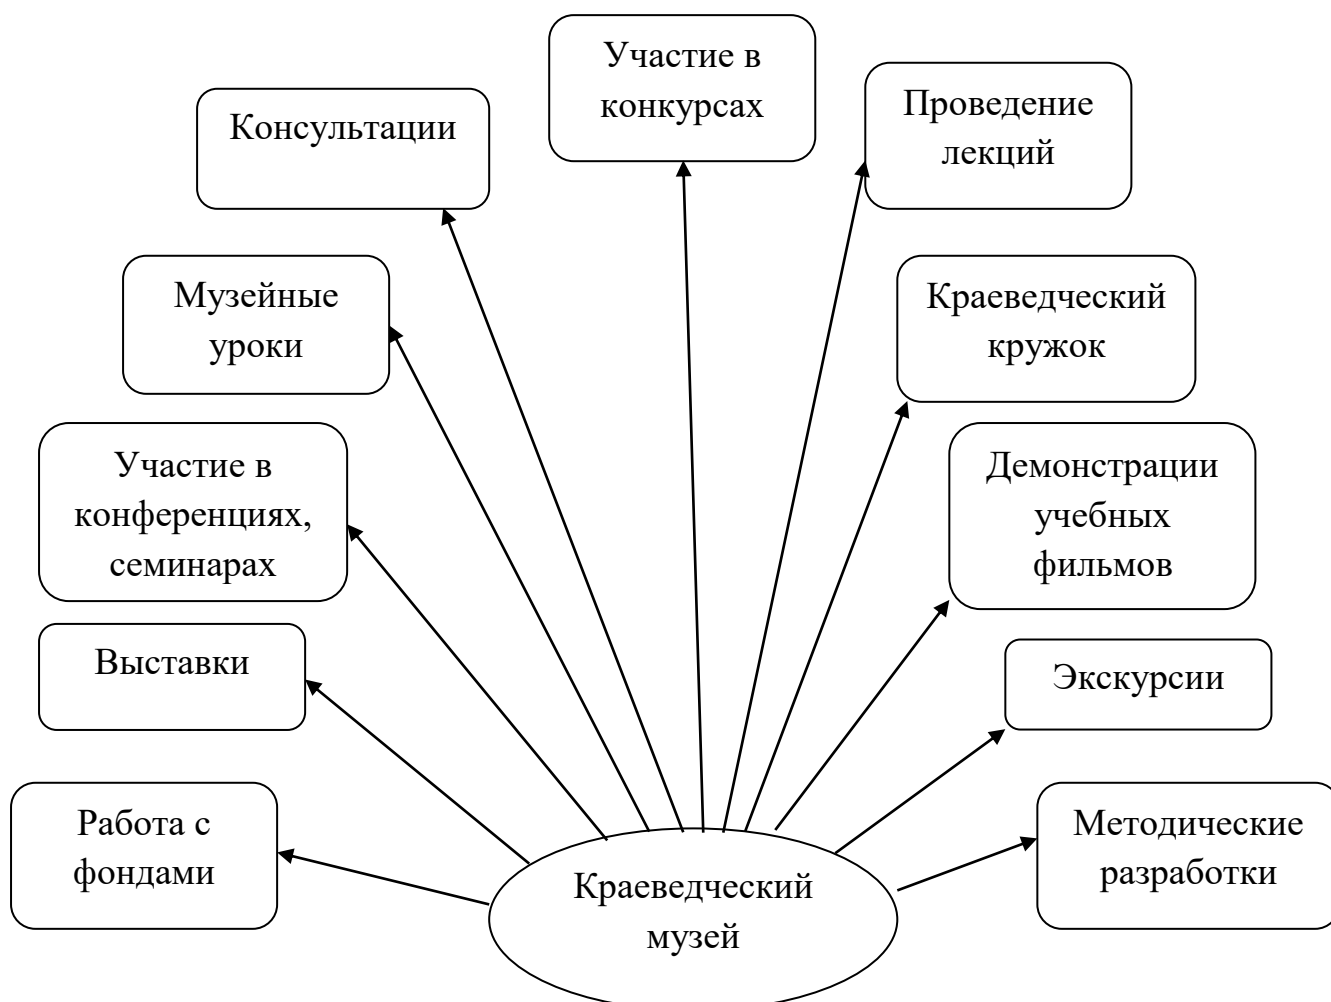 Участие в
конкурсах
Проведение
лекций
Консультации
Музейные
уроки
Краеведческий
кружок
Участие в
конференциях,
семинарах
Демонстрации
учебных
фильмов
Выставки
Экскурсии
Работа с
фондами
Методические
разработки
Краеведческий
музей